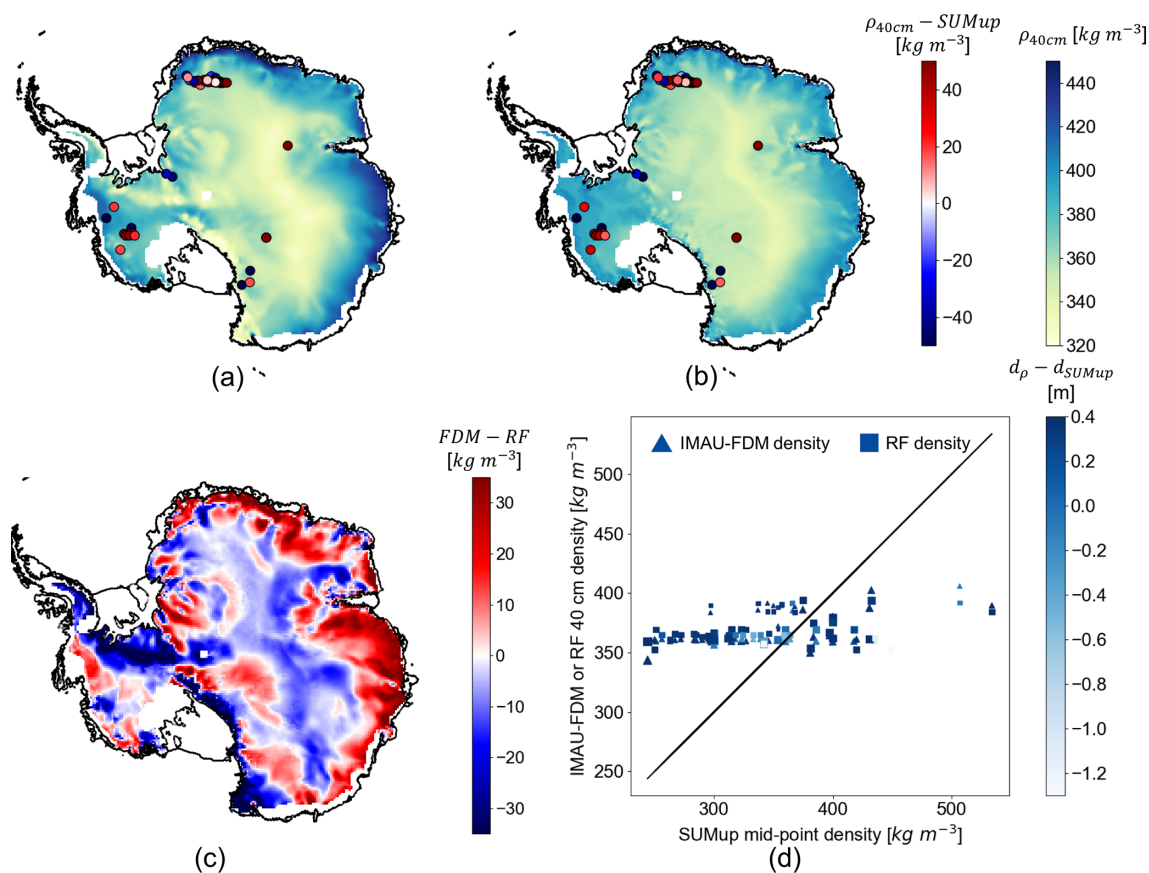 ρ40cm − SUMup
[kg m−3]
ρ40cm [kg m−3]
40
20
0
−20
−40
440
420
400
380
360
340
320
(a)
(b)
FDM − RF
[kg m−3]
30
20
10
0
−10
−20
−30
(c)
IMAU-FDM or RF 40 cm density [kg m−3]
500
450
400
350
300
250
IMAU-FDM density
RF density
300
400
500
SUMup mid-point density [kg m−3]
(d)
dρ − dSUMup
[m]
0.4
0.2
0.0
−0.2
−0.4
−0.6
−0.8
−1.0
−1.2